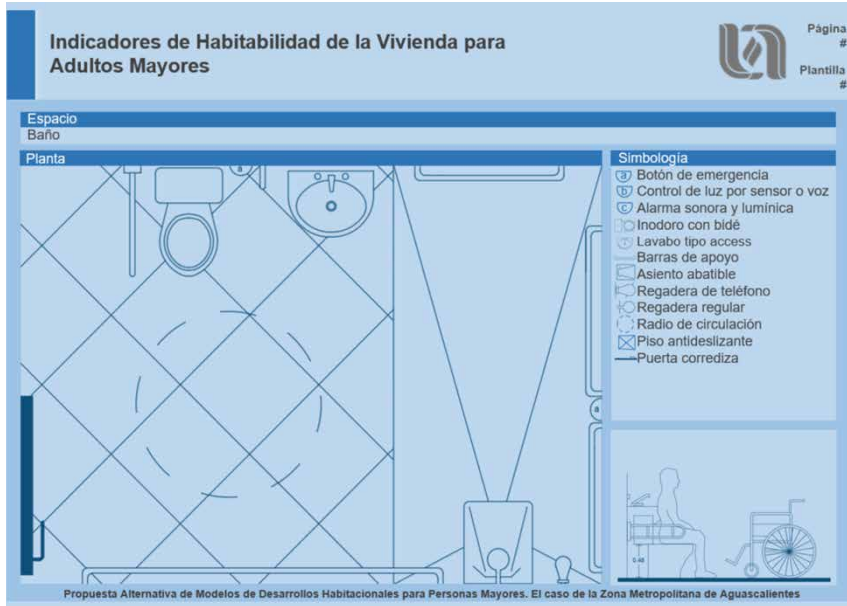 Indicadores de Habitabilidad de la Vivienda para
Adultos Mayores
Página
#
Plantilla
#
Espacio
Baño
Planta
a
a
Simbología
a Botón de emergencia
b Control de luz por sensor o voz
c Alarma sonora y lumínica
Inodoro con bidé
Lavabo tipo access
Barras de apoyo
Asiento abatible
Regadera de teléfono
Regadera regular
Radio de circulación
Piso antideslizante
Puerta corrediza
0.48
Propuesta Alternativa de Modelos de Desarrollos Habitacionales para Personas Mayores. El caso de la Zona Metropolitana de Aguascalientes